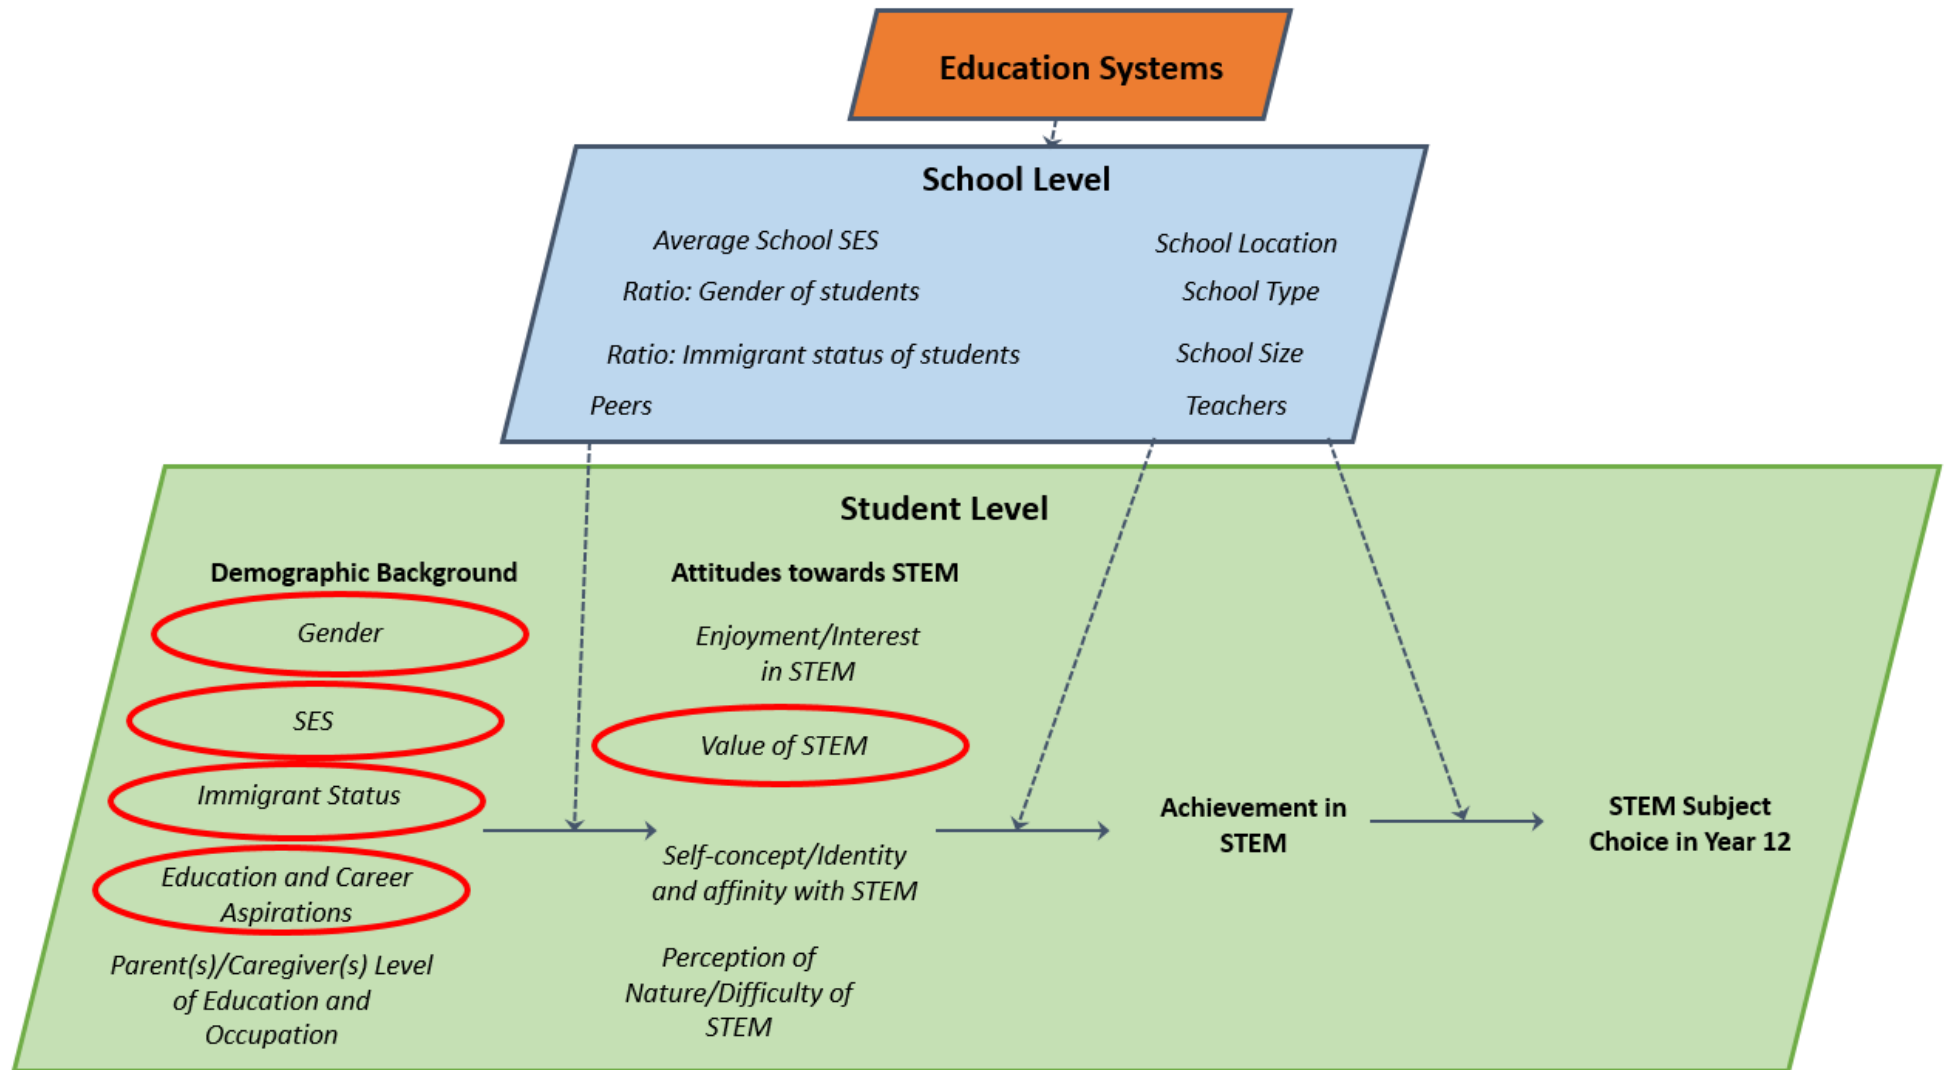 Education Systems
School Level
Average School SES
School Location
Ratio: Gender of students
School Type
Ratio: Immigrant status of students
School Size
Peers
Teachers
Student Level
Demographic Background
Gender
SES
Immigrant Status
Education and Career
Aspirations
Parent(s)/Caregiver(s) Level
of Education and
Occupation
Attitudes towards STEM
Enjoyment/Interest
in STEM
Value of STEM
Self-concept/Identity
and affinity with STEM
Perception of
Nature/Difficulty of
STEM
Achievement in
STEM
STEM Subject
Choice in Year 12